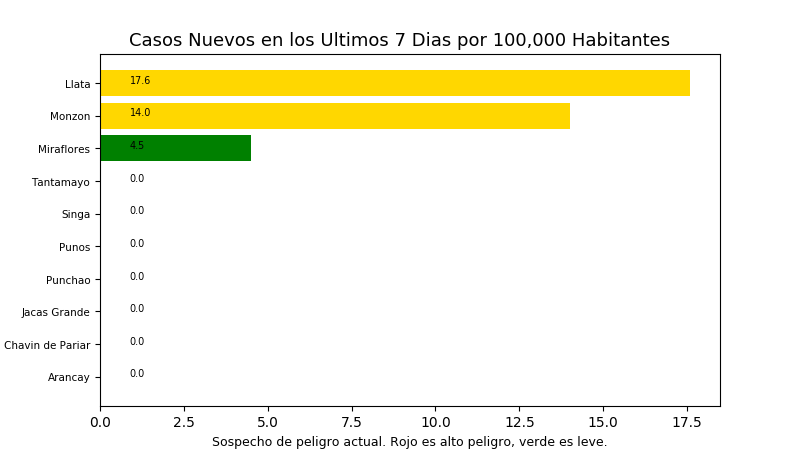 Casos Nuevos en los Ultimos 7 Dias por 100,000 Habitantes
Llata 17.6
Monzon 14.0
Miraflores 4.5
Tantamayo 0.0
Singa 0.0
Punos 0.0
Punchao 0.0
Jacas Grande 0.0
Chavin de Pariar 0.0
Arancay 0.0
0.0 2.5 5.0 7.5 10.0 12.5 15.0 17.5
Sospecho de peligro actual. Rojo es alto peligro, verde es leve.